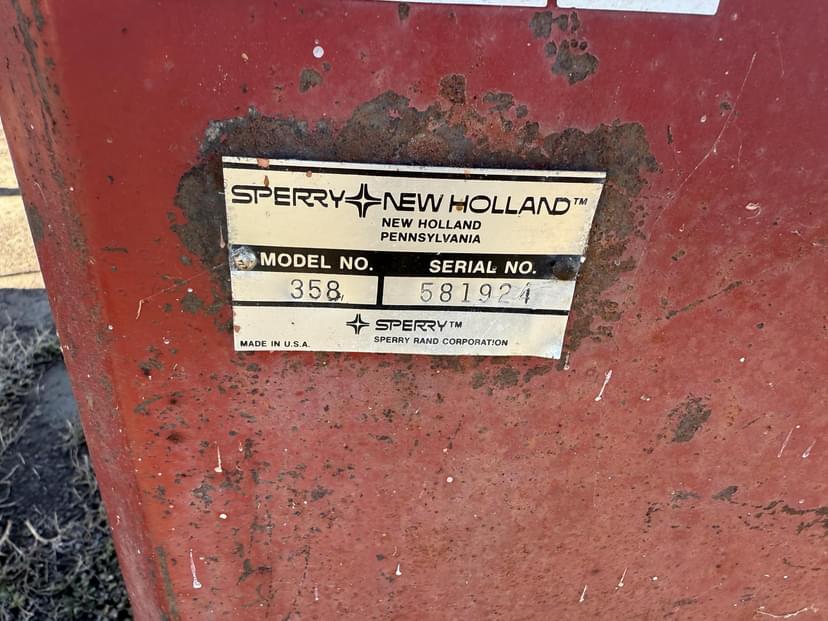 SPERRY NEW HOLLAND™
NEW HOLLAND
PENNSYLVANIA
MODEL NO. SERIAL NO.
358 581924
SPERRY™
MADE IN U.S.A. SPERRY RAND CORPORATION